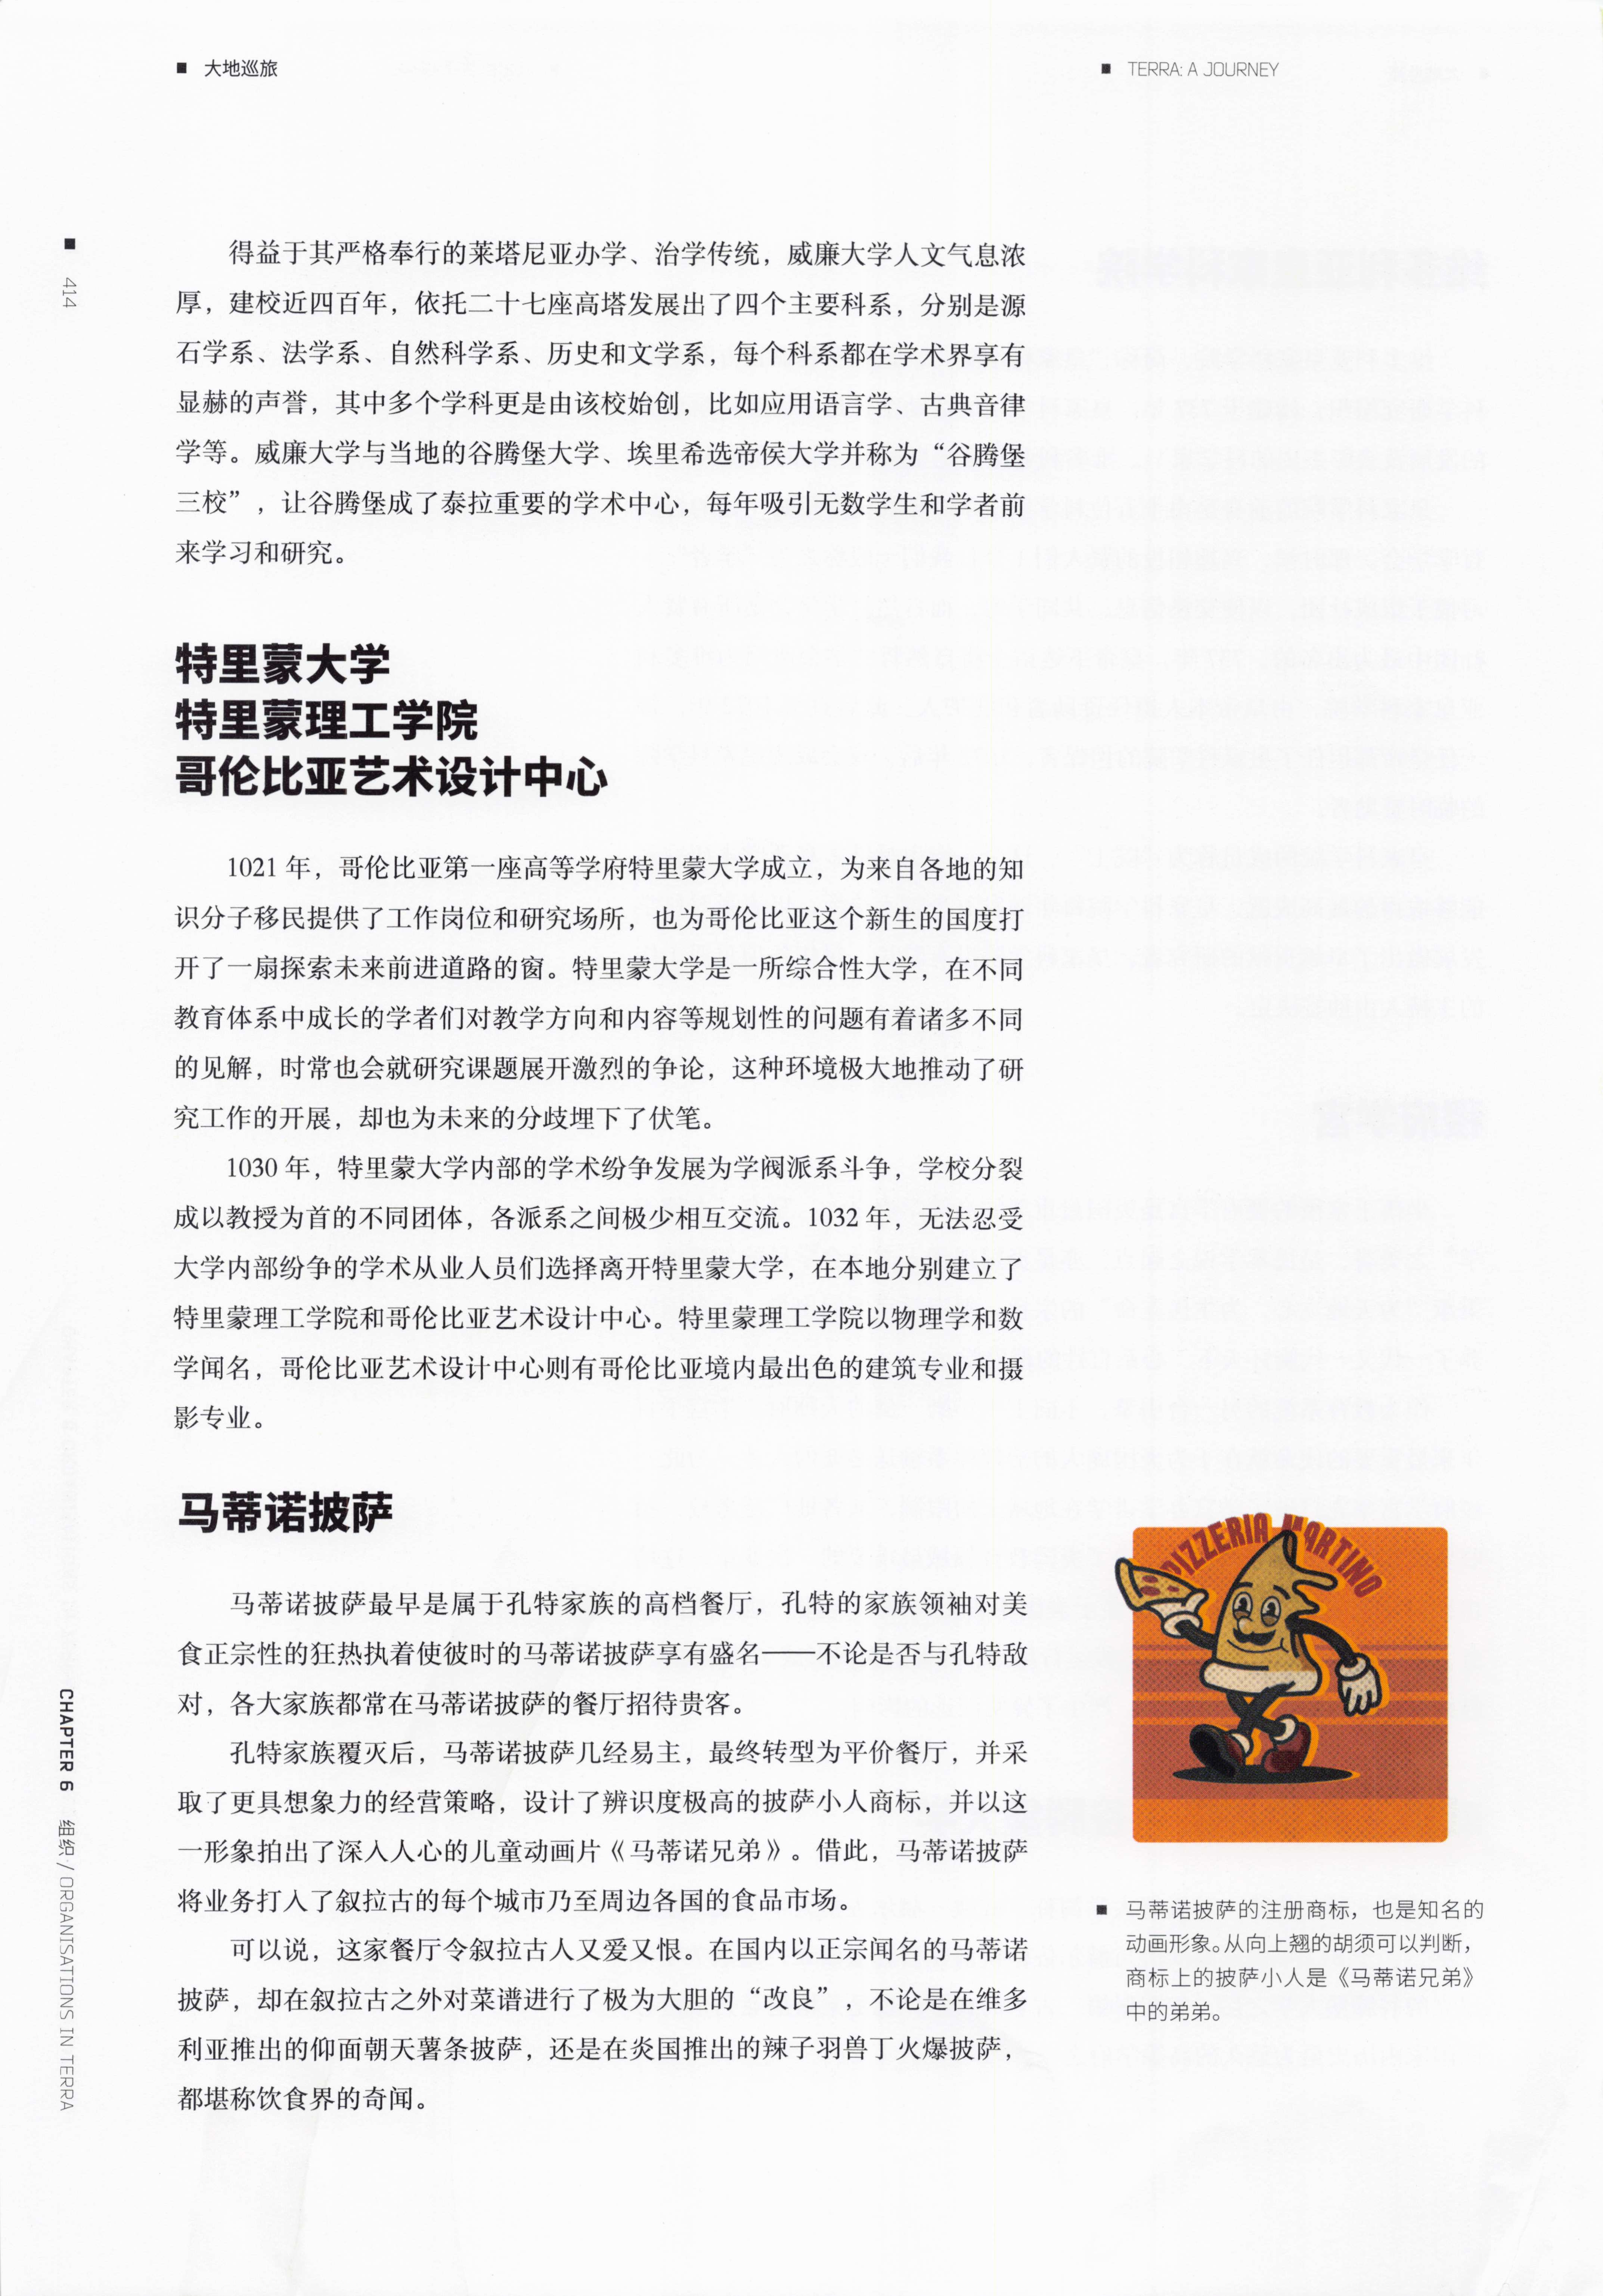 ■ 大地巡旅
■ TERRA: A JOURNEY
■ 414
得益于其严格奉行的莱塔尼亚办学、治学传统，威廉大学人文气息浓
厚，建校近四百年，依托二十七座高塔发展出了四个主要科系，分别是源
石学系、法学系、自然科学系、历史和文学系，每个科系都在学术界享有
显赫的声誉，其中多个学科更是由该校始创，比如应用语言学、古典音律
学等。威廉大学与当地的谷腾堡大学、埃里希选帝侯大学并称为“谷腾堡
三校”，让谷腾堡成了泰拉重要的学术中心，每年吸引无数学生和学者前
来学习和研究。
特里蒙大学
特里蒙理工学院
哥伦比亚艺术设计中心
1021 年，哥伦比亚第一座高等学府特里蒙大学成立，为来自各地的知
识分子移民提供了工作岗位和研究场所，也为哥伦比亚这个新生的国度打
开了一扇探索未来前进道路的窗。特里蒙大学是一所综合性大学，在不同
教育体系中成长的学者们对教学方向和内容等规划性的问题有着诸多不同
的见解，时常也会就研究课题展开激烈的争论，这种环境极大地推动了研
究工作的开展，却也为未来的分歧埋下了伏笔。
1030 年，特里蒙大学内部的学术纷争发展为学阀派系斗争，学校分裂
成以教授为首的不同团体，各派系之间极少相互交流。1032 年，无法忍受
大学内部纷争的学术从业人员们选择离开特里蒙大学，在本地分别建立了
特里蒙理工学院和哥伦比亚艺术设计中心。特里蒙理工学院以物理学和数
学闻名，哥伦比亚艺术设计中心则有哥伦比亚境内最出色的建筑专业和摄
影专业。
马蒂诺披萨
马蒂诺披萨最早是属于孔特家族的高档餐厅，孔特的家族领袖对美
食正宗性的狂热执着使彼时的马蒂诺披萨享有盛名——不论是否与孔特敌
对，各大家族都常在马蒂诺披萨的餐厅招待贵客。
孔特家族覆灭后，马蒂诺披萨几经易主，最终转型为平价餐厅，并采
取了更具想象力的经营策略，设计了辨识度极高的披萨小人商标，并以这
一形象拍出了深入人心的儿童动画片《马蒂诺兄弟》。借此，马蒂诺披萨
将业务打入了叙拉古的每个城市乃至周边各国的食品市场。
可以说，这家餐厅令叙拉古人又爱又恨。在国内以正宗闻名的马蒂诺
披萨，却在叙拉古之外对菜谱进行了极为大胆的“改良”，不论是在维多
利亚推出的仰面朝天薯条披萨，还是在炎国推出的辣子羽兽丁火爆披萨，
都堪称饮食界的奇闻。
PIZZERIA MARTINO
■ 马蒂诺披萨的注册商标，也是知名的
动画形象。从向上翘的胡须可以判断，
商标上的披萨小人是《马蒂诺兄弟》
中的弟弟。
CHAPTER 6 组织 / ORGANISATIONS IN TERRA